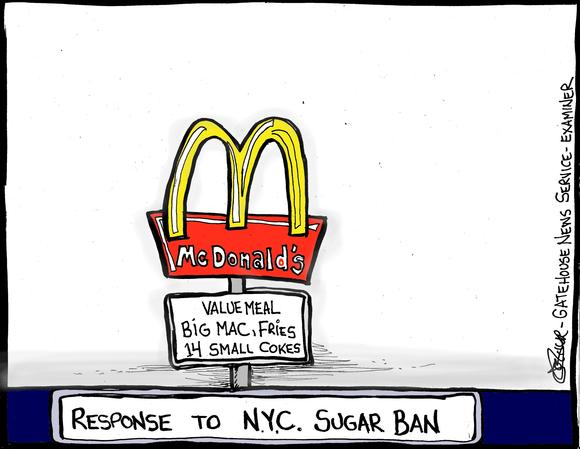 McDonald's
VALUE MEAL
BIG MAC, FRIES
14 SMALL COKES
RESPONSE TO N.Y.C. SUGAR BAN
- GATEHOUSE NEWS SERVICE - EXAMINER